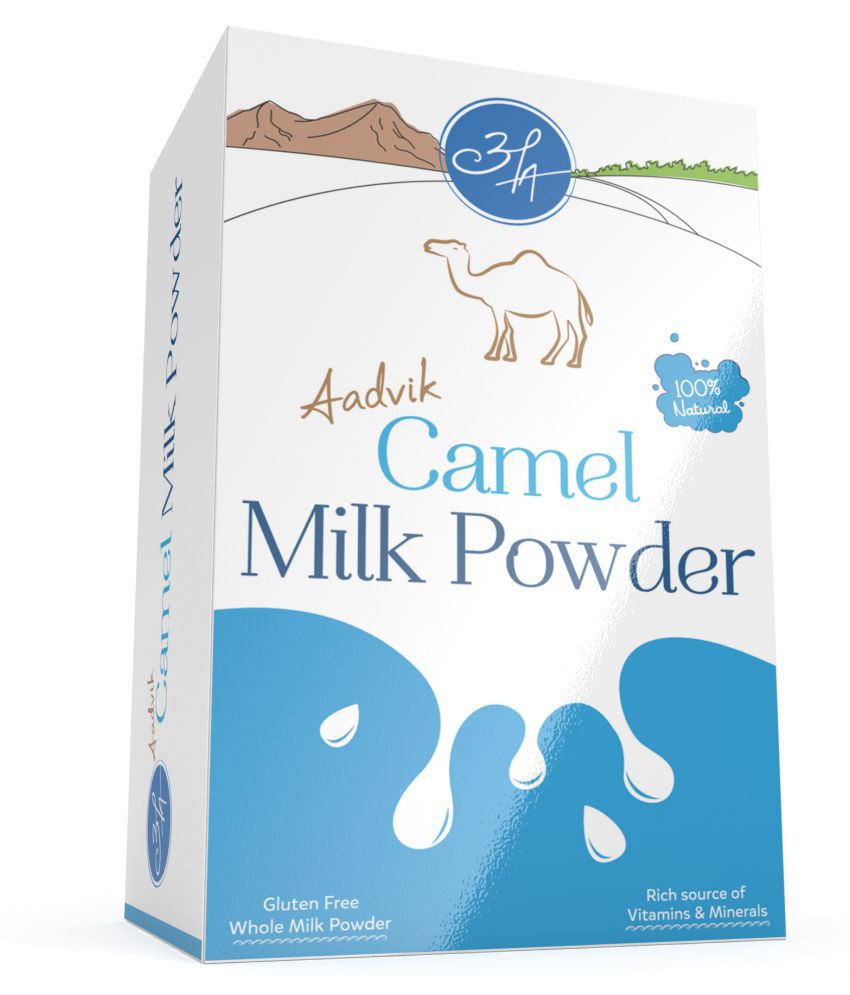 Aadvik
Camel
Milk Powder
100%
Natural
Gluten Free
Whole Milk Powder
Rich source of
Vitamins & Minerals
Aadvik
Camel Milk Powder